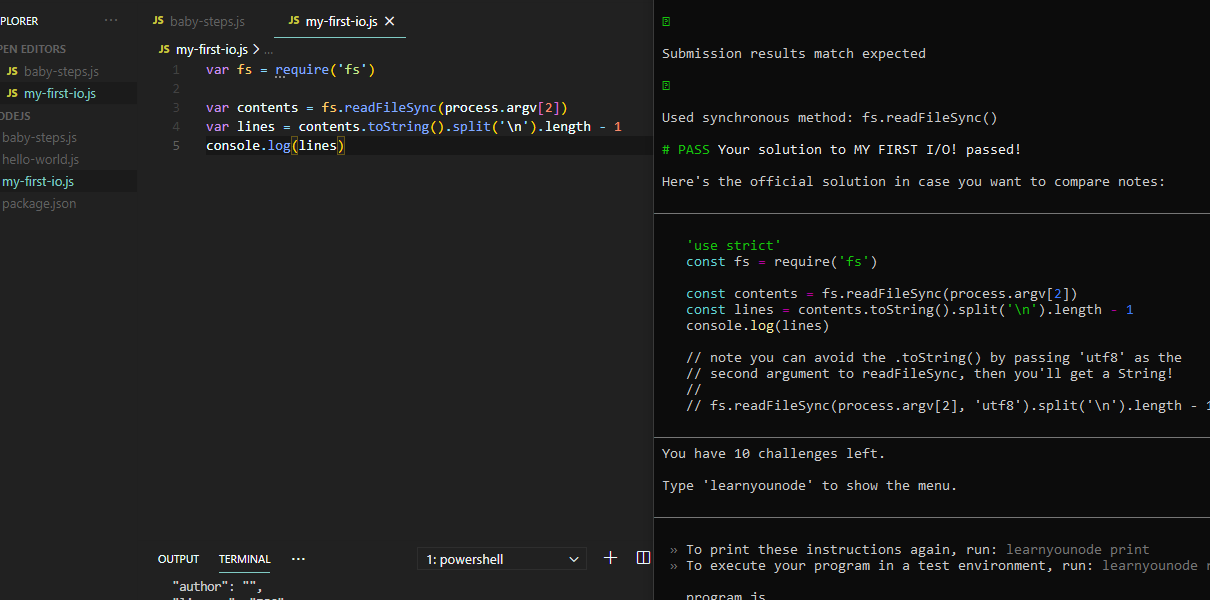 PLORER ···
PEN EDITORS
JS baby-steps.js
JS my-first-io.js
ODEJS
baby-steps.js
hello-world.js
my-first-io.js
package.json
JS baby-steps.js JS my-first-io.js ×
JS my-first-io.js > ...
1 var fs = require('fs')
2
3 var contents = fs.readFileSync(process.argv[2])
4 var lines = contents.toString().split('\n').length - 1
5 console.log(lines)
OUTPUT TERMINAL ··· 1: powershell +
"author": "",
Submission results match expected
Used synchronous method: fs.readFileSync()
# PASS Your solution to MY FIRST I/O! passed!
Here's the official solution in case you want to compare notes:
'use strict'
const fs = require('fs')
const contents = fs.readFileSync(process.argv[2])
const lines = contents.toString().split('\n').length - 1
console.log(lines)
// note you can avoid the .toString() by passing 'utf8' as the
// second argument to readFileSync, then you'll get a String!
//
// fs.readFileSync(process.argv[2], 'utf8').split('\n').length - 1
You have 10 challenges left.
Type 'learnyounode' to show the menu.
» To print these instructions again, run: learnyounode print
» To execute your program in a test environment, run: learnyounode r
program.js